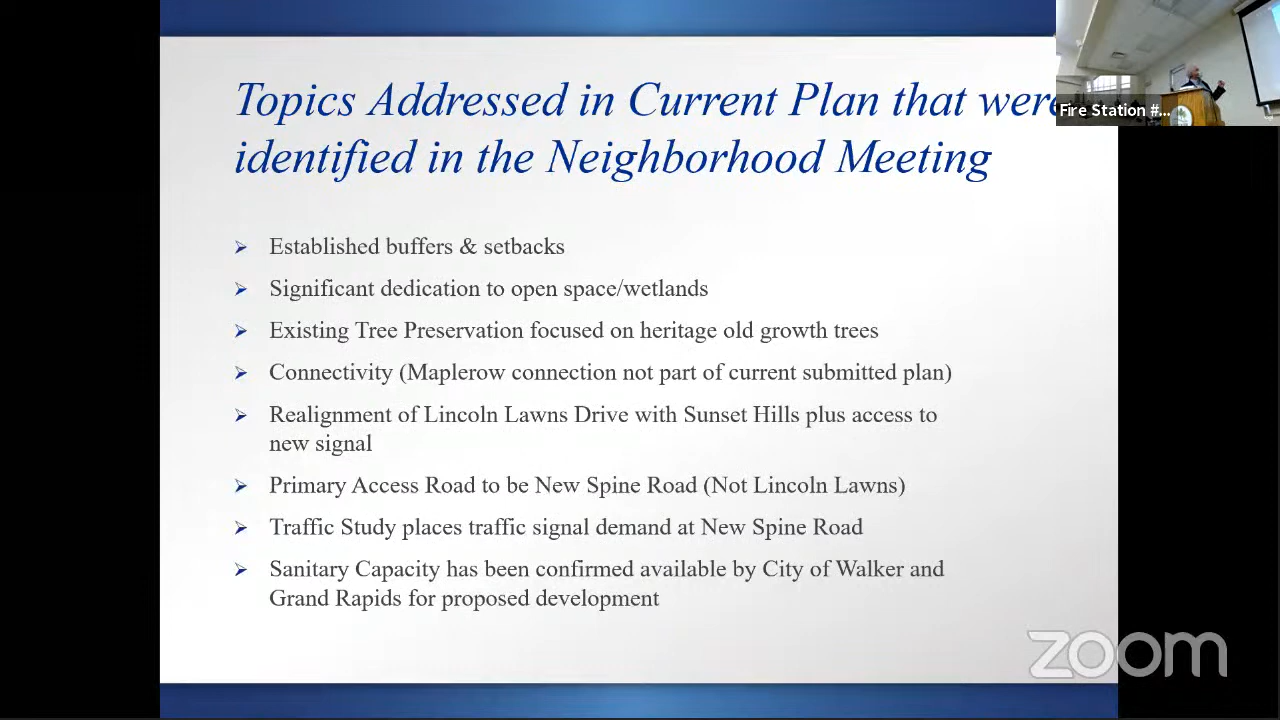 Topics Addressed in Current Plan that were
identified in the Neighborhood Meeting
Fire Station #...
Established buffers & setbacks
Significant dedication to open space/wetlands
Existing Tree Preservation focused on heritage old growth trees
Connectivity (Maplerow connection not part of current submitted plan)
Realignment of Lincoln Lawns Drive with Sunset Hills plus access to
new signal
Primary Access Road to be New Spine Road (Not Lincoln Lawns)
Traffic Study places traffic signal demand at New Spine Road
Sanitary Capacity has been confirmed available by City of Walker and
Grand Rapids for proposed development
zoom